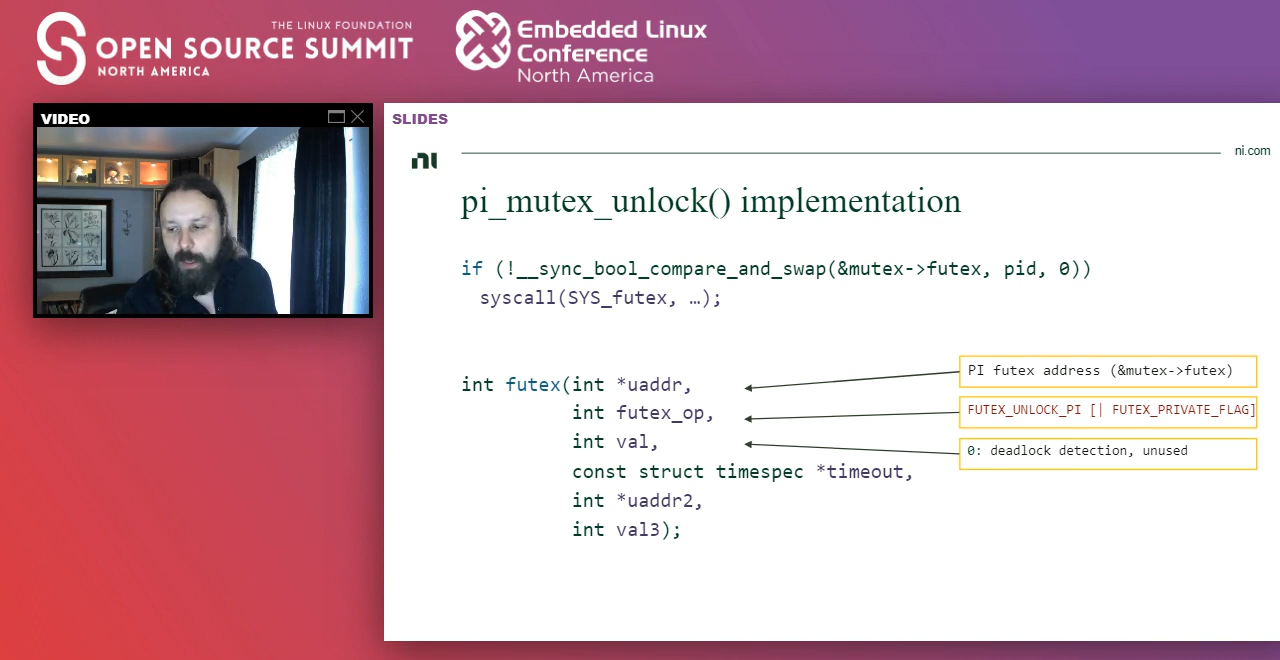 THE LINUX FOUNDATION
OPEN SOURCE SUMMIT
NORTH AMERICA
Embedded Linux
Conference
North America
VIDEO
SLIDES
ni
ni.com
pi_mutex_unlock() implementation
if (!__sync_bool_compare_and_swap(&mutex->futex, pid, 0))
syscall(SYS_futex, …);
int futex(int *uaddr,
int futex_op,
int val,
const struct timespec *timeout,
int *uaddr2,
int val3);
PI futex address (&mutex->futex)
FUTEX_UNLOCK_PI [| FUTEX_PRIVATE_FLAG]
0: deadlock detection, unused